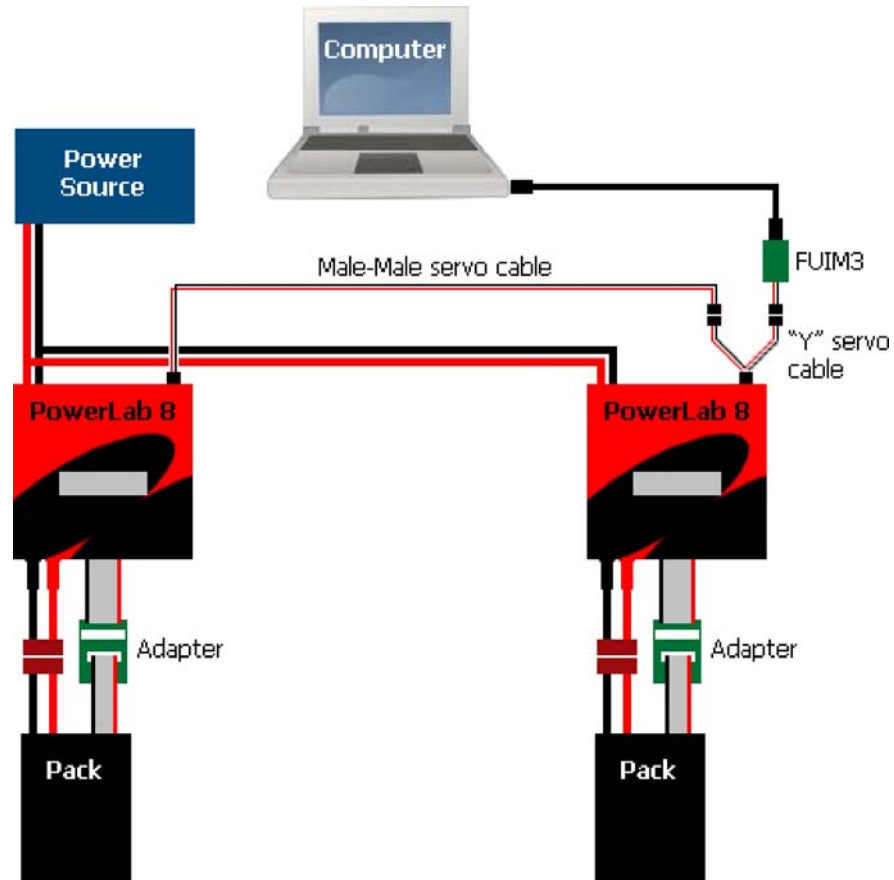 Computer
Power
Source
Male-Male servo cable
FUIM3
"Y" servo
cable
PowerLab 8
PowerLab 8
Adapter
Adapter
Pack
Pack